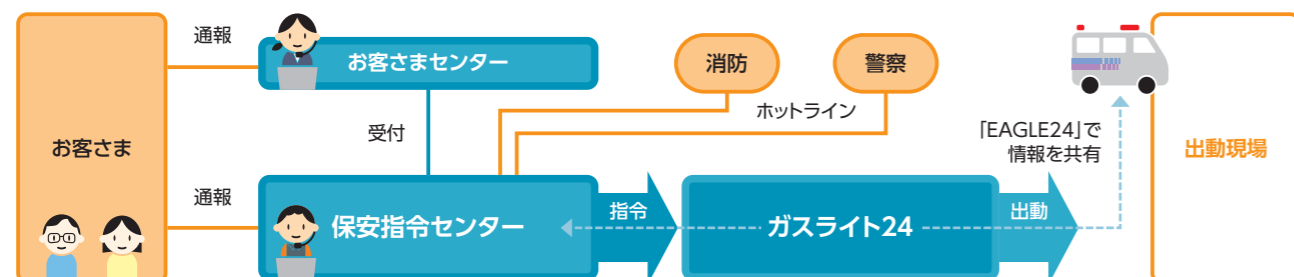 お客さま
通報
お客さまセンター
受付
通報
保安指令センター
消防
警察
ホットライン
指令
ガスライト24
出動
「EAGLE24」で
情報を共有
出動現場